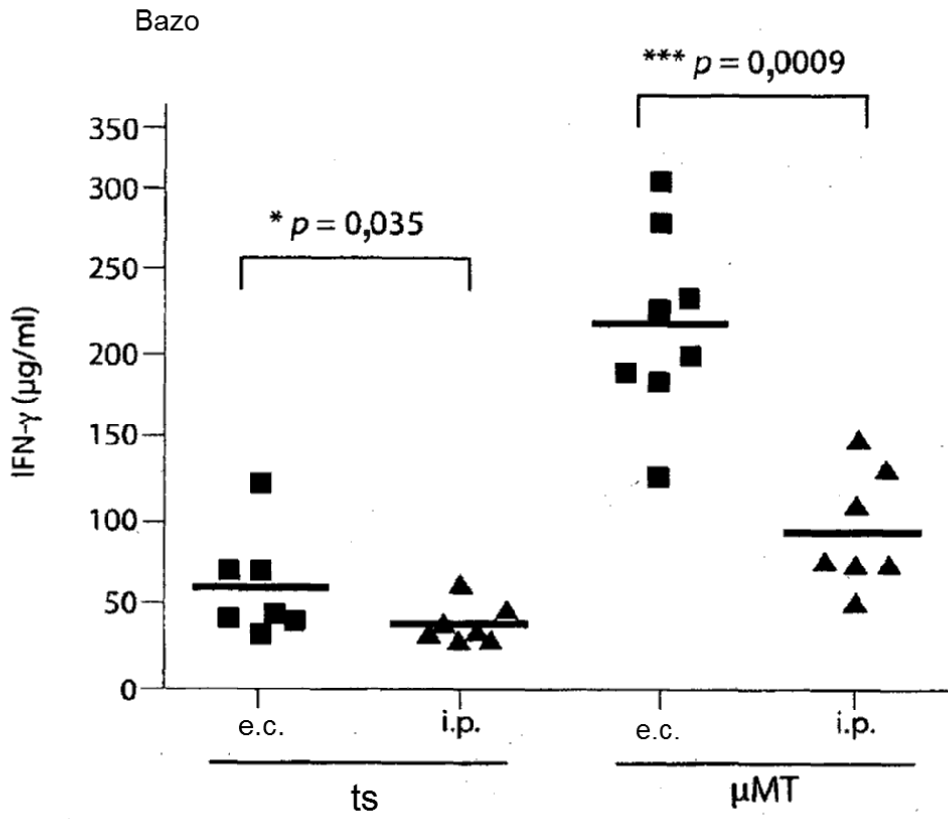 Bazo
*** p = 0,0009
* p = 0,035
IFN-γ (µg/ml)
350
300
250
200
150
100
50
0
e.c. i.p. e.c. i.p.
ts µMT